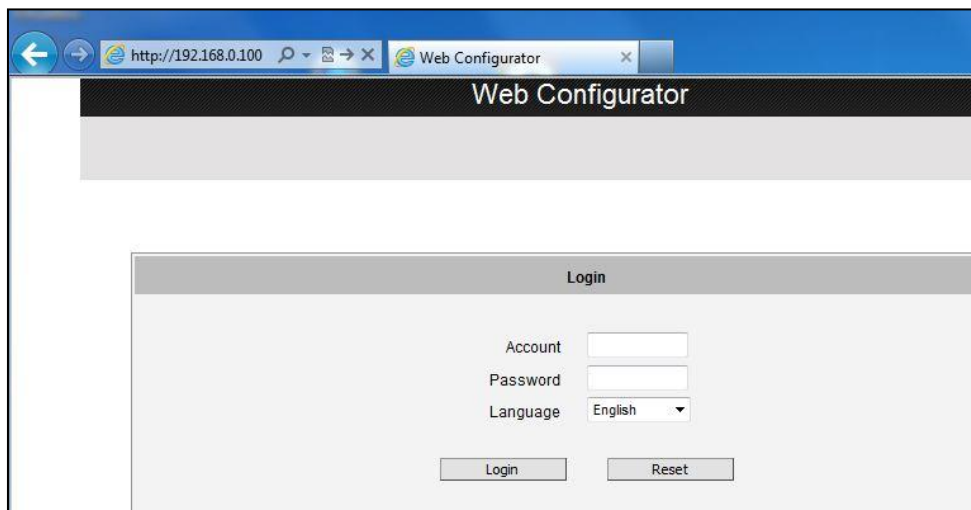 http://192.168.0.100
Web Configurator
Web Configurator
Login
Account
Password
Language English
Login Reset